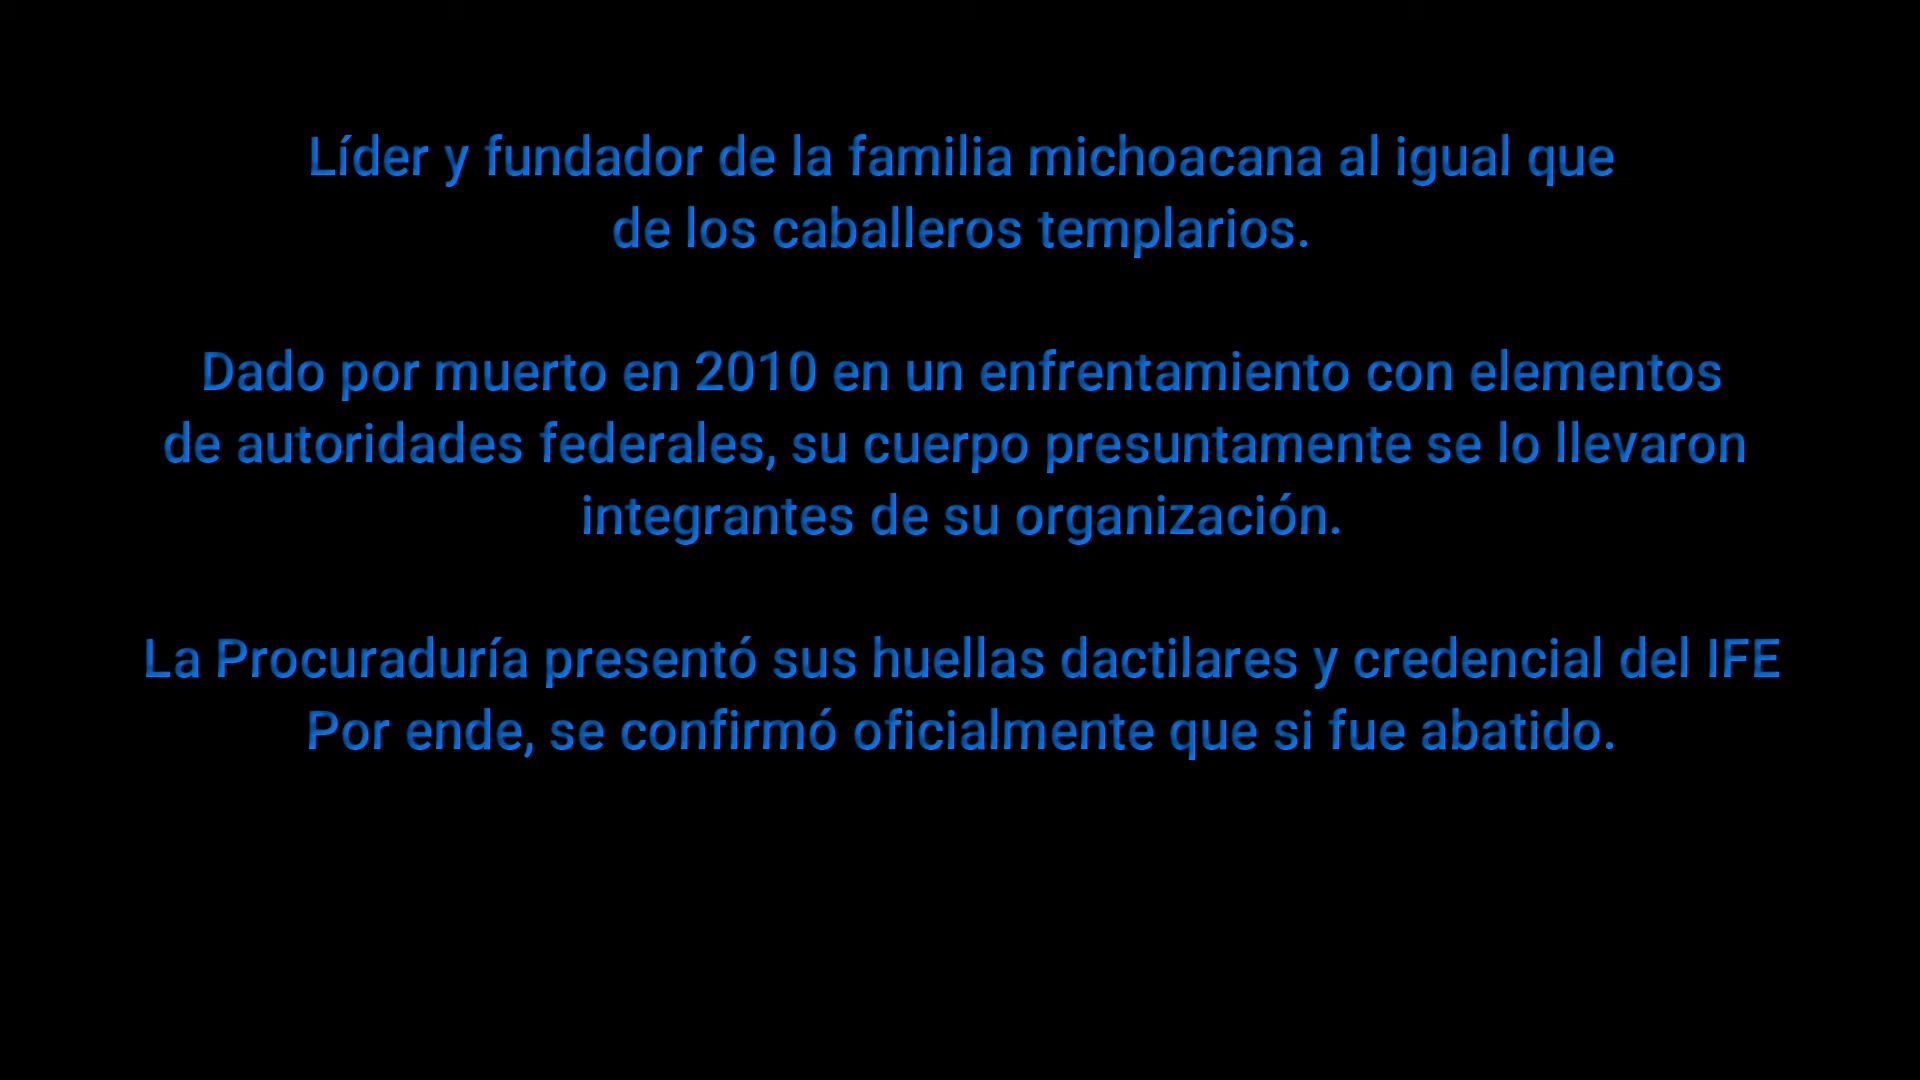 Líder y fundador de la familia michoacana al igual que
de los caballeros templarios.
Dado por muerto en 2010 en un enfrentamiento con elementos
de autoridades federales, su cuerpo presuntamente se lo llevaron
integrantes de su organización.
La Procuraduría presentó sus huellas dactilares y credencial del IFE
Por ende, se confirmó oficialmente que si fue abatido.